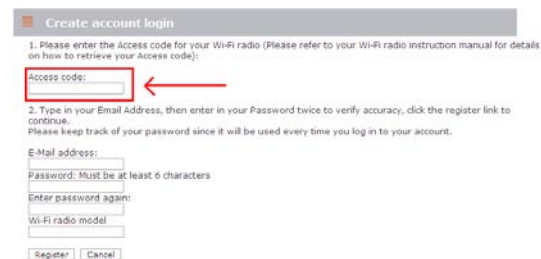 Create account login
1. Please enter the Access code for your Wi-Fi radio (Please refer to your Wi-Fi radio instruction manual for details
on how to retrieve your Access code):
Access code:
2. Type in your Email Address, then enter in your Password twice to verify accuracy, click the register link to
continue.
Please keep track of your password since it will be used every time you log in to your account.
E-Mail address:
Password: Must be at least 6 characters
Enter password again:
Wi-Fi radio model
Register Cancel